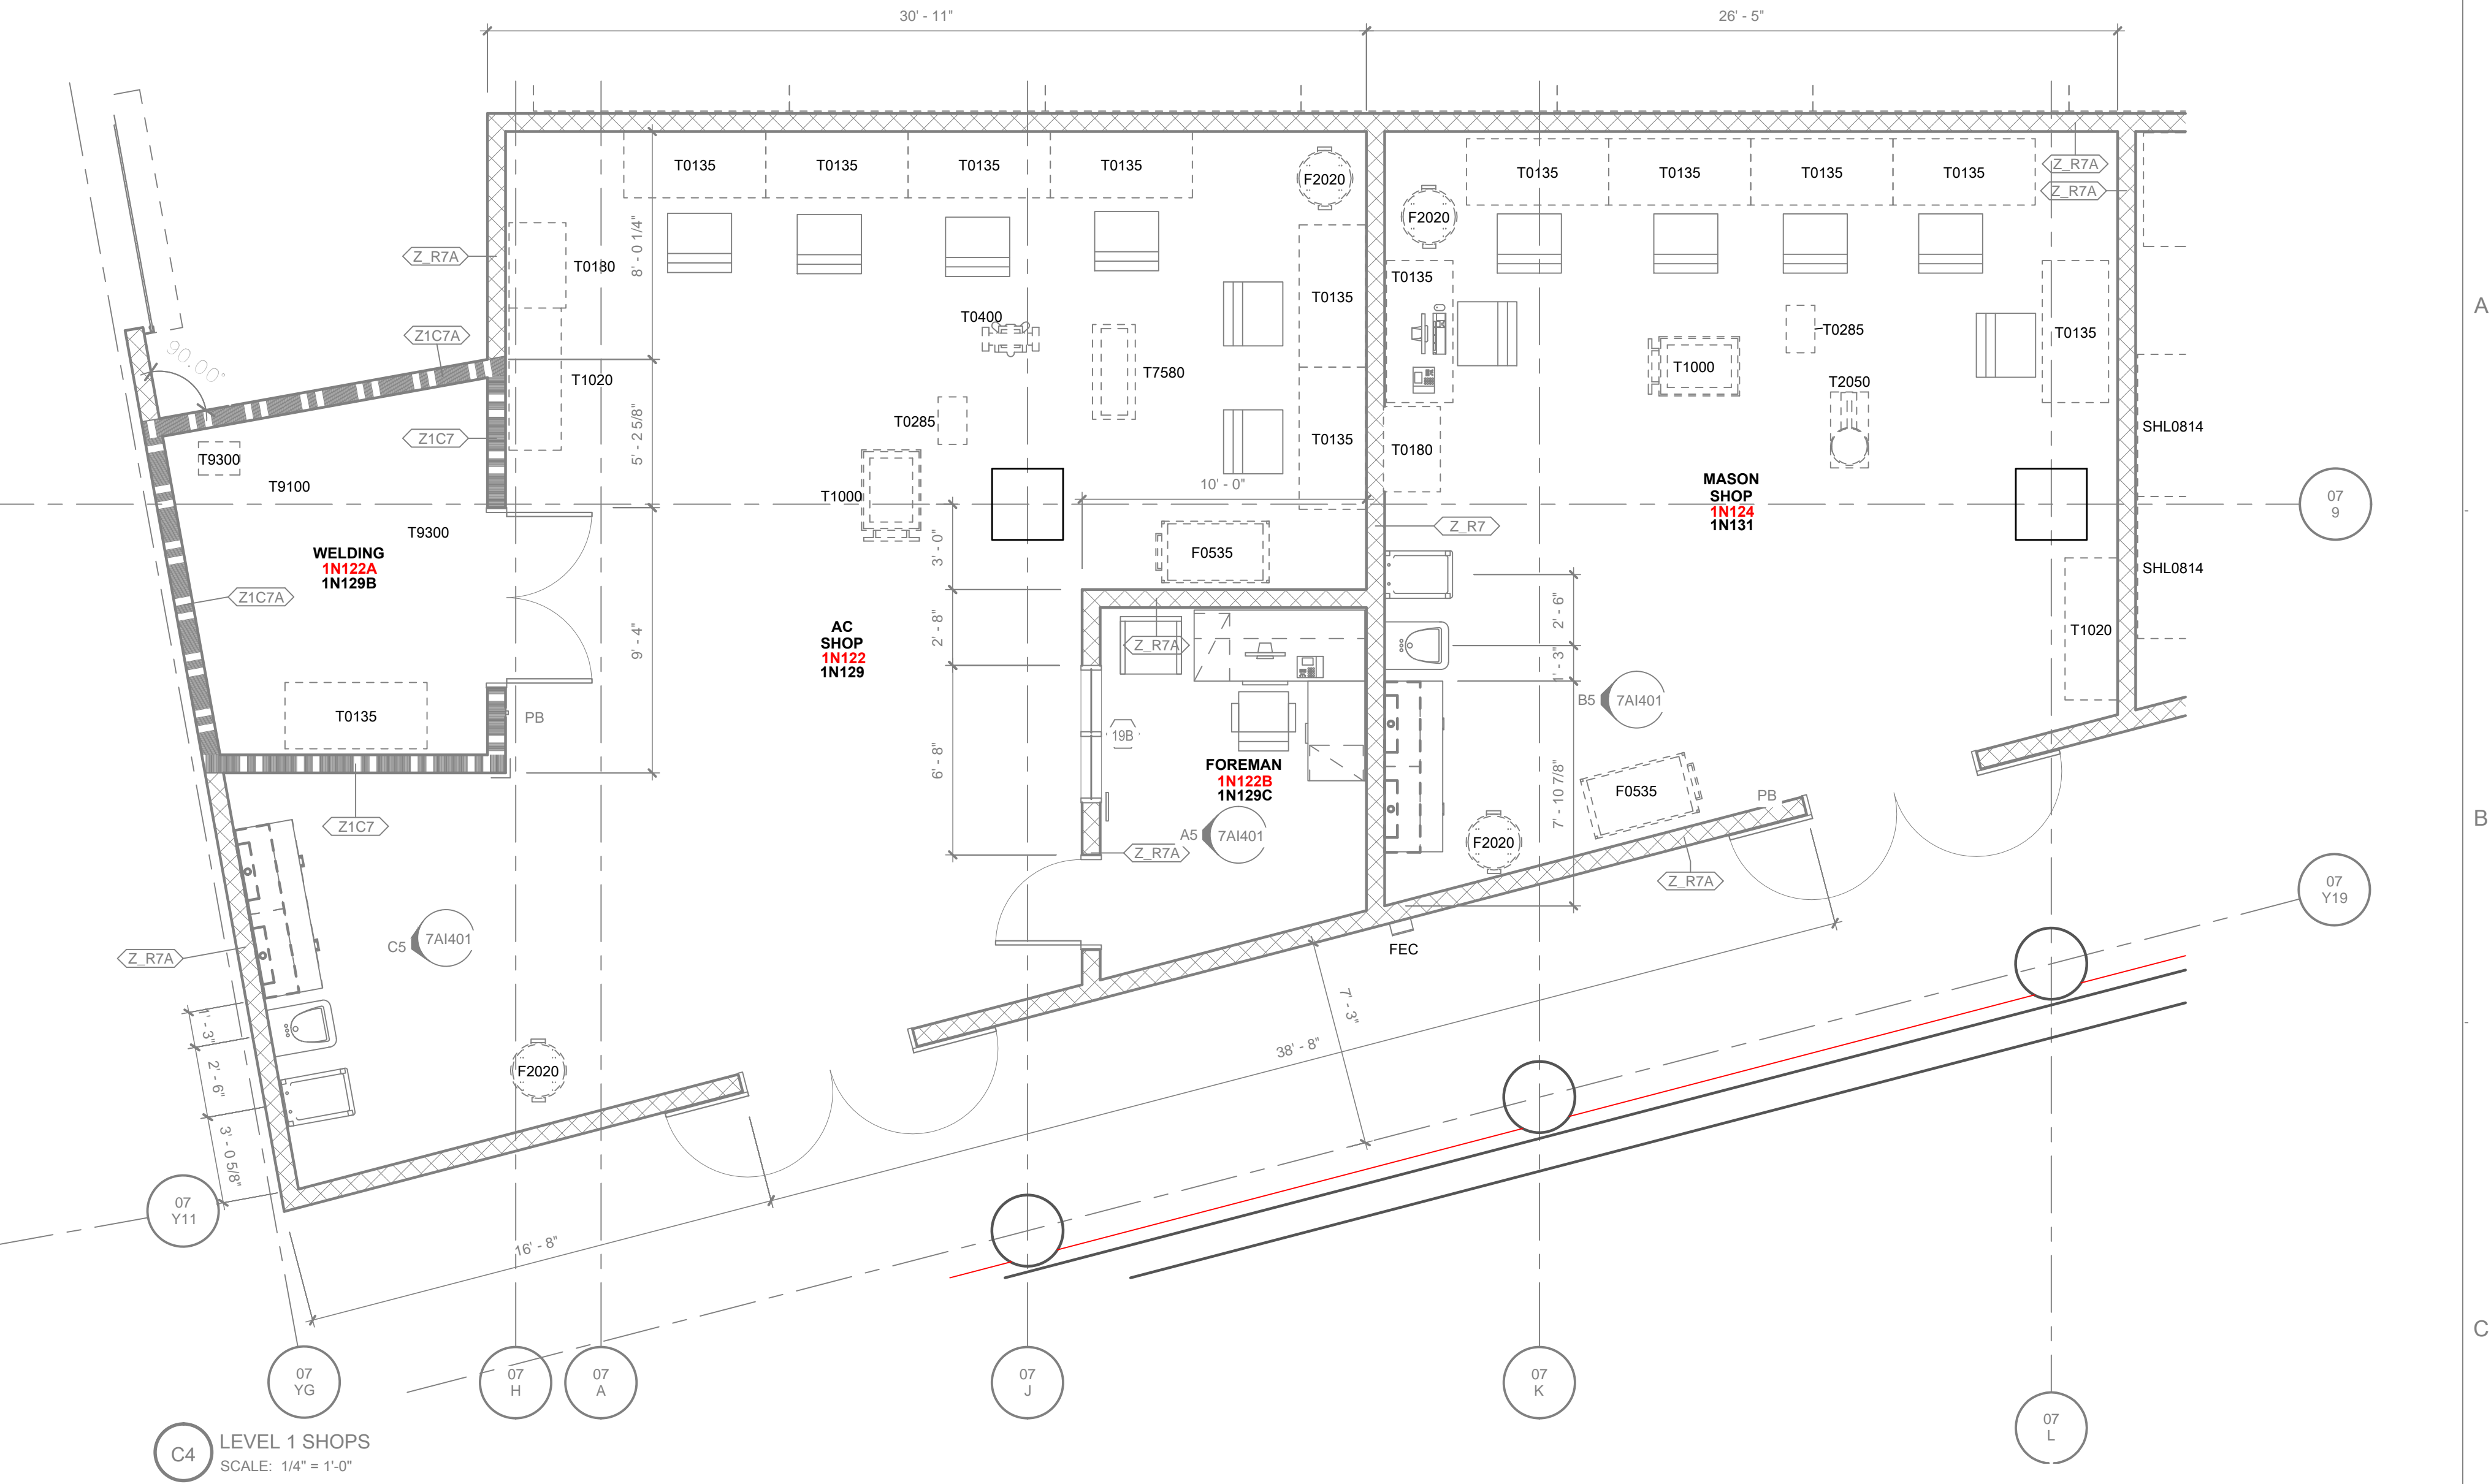 30' - 11"
26' - 5"
T0135
T0135
T0135
T0135
F2020
T0135
T0135
T0135
T0135
Z_R7A
Z_R7A
F2020
Z_R7A
T0180
8' - 0 1/4"
T0135
T0135
T0135
A
Z1C7A
90.00°
T0400
T0285
T1000
T2050
T7580
T1020
T0285
5' - 2 5/8"
Z1C7
T0135
T0180
SHL0814
T9300
T9100
T1000
10' - 0"
MASON
SHOP
1N124
1N131
07
9
T9300
Z_R7
WELDING
1N122A
1N129B
3' - 0"
F0535
SHL0814
Z1C7A
2' - 6"
AC
SHOP
1N122
1N129
9' - 4"
2' - 8"
Z_R7A
1' - 3"
T1020
T0135
PB
B5
7AI401
19B
6' - 8"
FOREMAN
1N122B
1N129C
7' - 10 7/8"
F0535
PB
B
Z1C7
A5
7AI401
F2020
Z_R7A
Z_R7A
07
Y19
C5
7AI401
Z_R7A
FEC
7' - 3"
1' - 3"
38' - 8"
2' - 6"
F2020
3' - 0 5/8"
07
Y11
16' - 8"
C
07
YG
07
H
07
A
07
J
07
K
07
L
C4
LEVEL 1 SHOPS
SCALE: 1/4" = 1'-0"